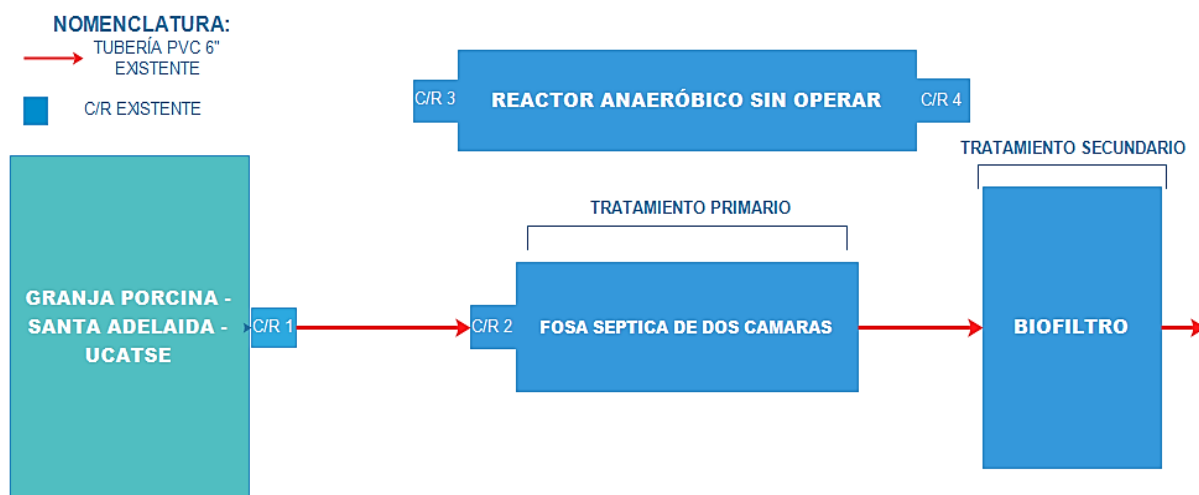 NOMENCLATURA:
TUBERÍA PVC 6"
EXISTENTE
C/R EXISTENTE
C/R 3
REACTOR ANAERÓBICO SIN OPERAR
C/R 4
TRATAMIENTO SECUNDARIO
TRATAMIENTO PRIMARIO
GRANJA PORCINA -
SANTA ADELAIDA -
UCATSE
C/R 1
C/R 2
FOSA SEPTICA DE DOS CAMARAS
BIOFILTRO